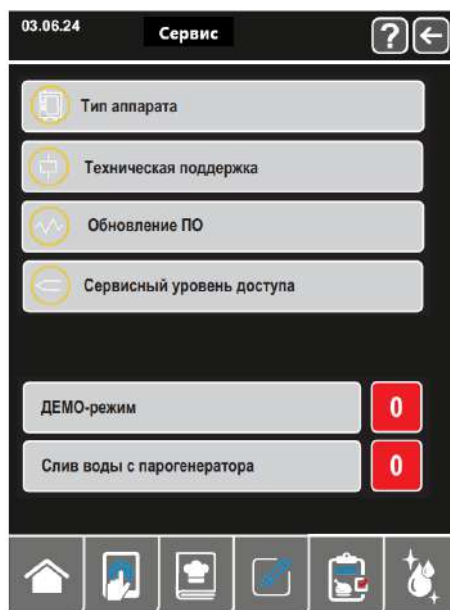 03.06.24
Сервис
?
Тип аппарата
Техническая поддержка
Обновление ПО
Сервисный уровень доступа
ДЕМО-режим
0
Слив воды с парогенератора
0